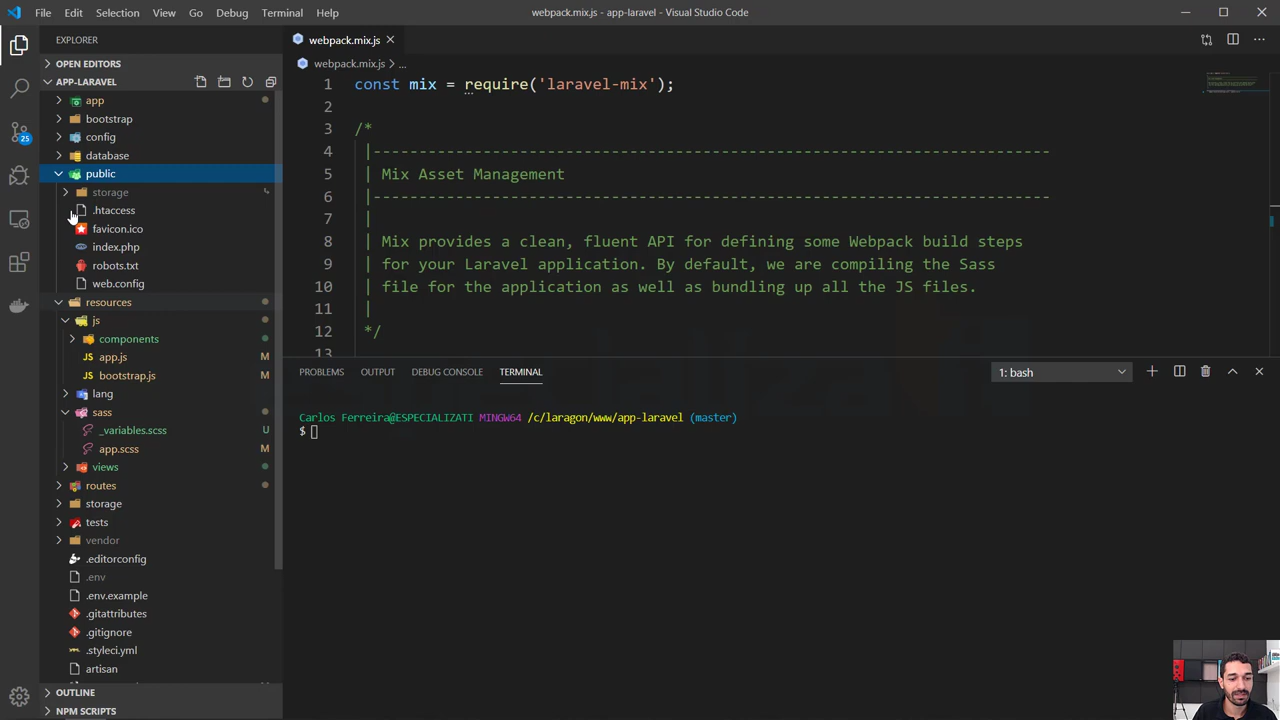 File Edit Selection View Go Debug Terminal Help
webpack.mix.js - app-laravel - Visual Studio Code
EXPLORER
OPEN EDITORS
APP-LARAVEL
app
bootstrap
config
database
public
storage
.htaccess
favicon.ico
index.php
robots.txt
web.config
resources
js
components
app.js M
bootstrap.js M
lang
sass
_variables.scss U
app.scss M
views
routes
storage
tests
vendor
.editorconfig
.env
.env.example
.gitattributes
.gitignore
.styleci.yml
artisan
OUTLINE
NPM SCRIPTS
25
webpack.mix.js
webpack.mix.js > ...
1 const mix = require('laravel-mix');
2
3 /*
4 |--------------------------------------------------------------------------
5 | Mix Asset Management
6 |--------------------------------------------------------------------------
7 |
8 | Mix provides a clean, fluent API for defining some Webpack build steps
9 | for your Laravel application. By default, we are compiling the Sass
10 | file for the application as well as bundling up all the JS files.
11 |
12 */
13
PROBLEMS OUTPUT DEBUG CONSOLE TERMINAL
1: bash
Carlos Ferreira@ESPECIALIZATI MINGW64 /c/laragon/www/app-laravel (master)
$